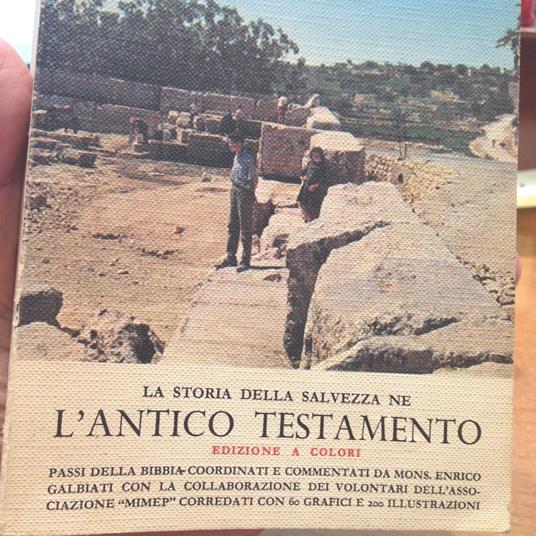 LA STORIA DELLA SALVEZZA NE
L'ANTICO TESTAMENTO
EDIZIONE A COLORI
PASSI DELLA BIBBIA COORDINATI E COMMENTATI DA MONS. ENRICO
GALBIATI CON LA COLLABORAZIONE DEI VOLONTARI DELL'ASSO-
CIAZIONE "MIMEP" CORREDATI CON 60 GRAFICI E 200 ILLUSTRAZIONI